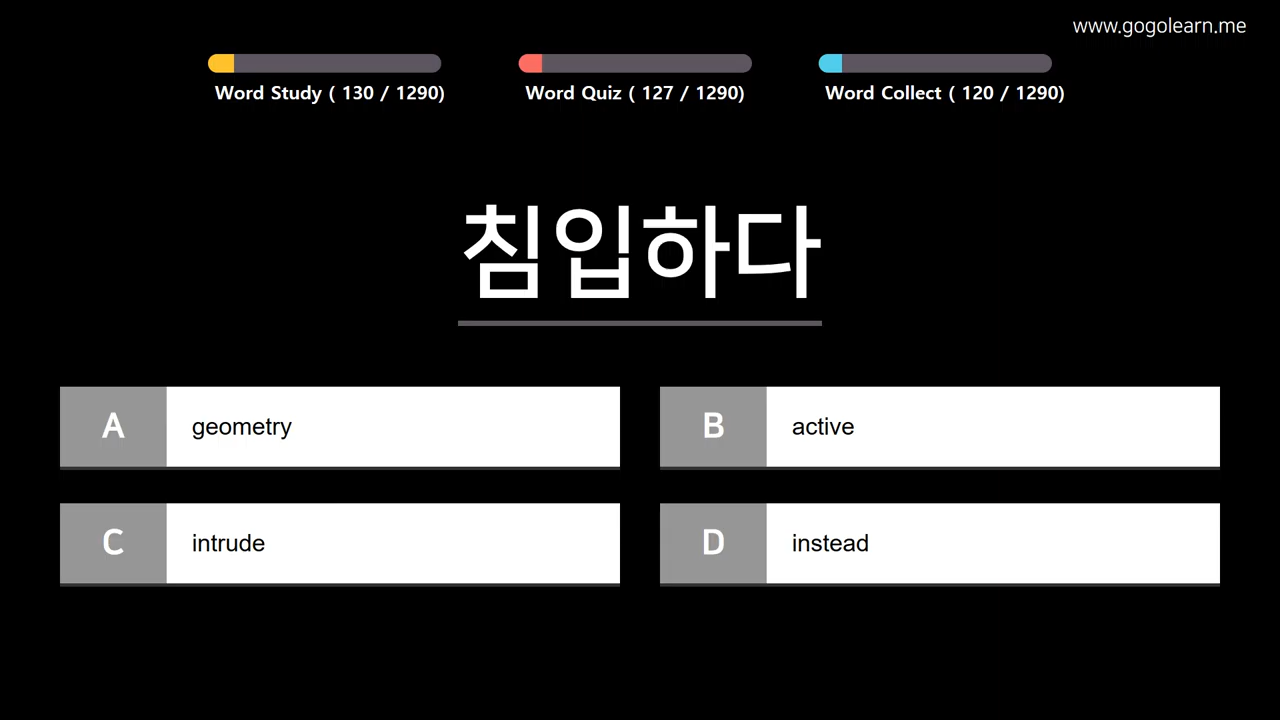 www.gogolearn.me
Word Study ( 130 / 1290)
Word Quiz ( 127 / 1290)
Word Collect ( 120 / 1290)
침입하다
A geometry
B active
C intrude
D instead